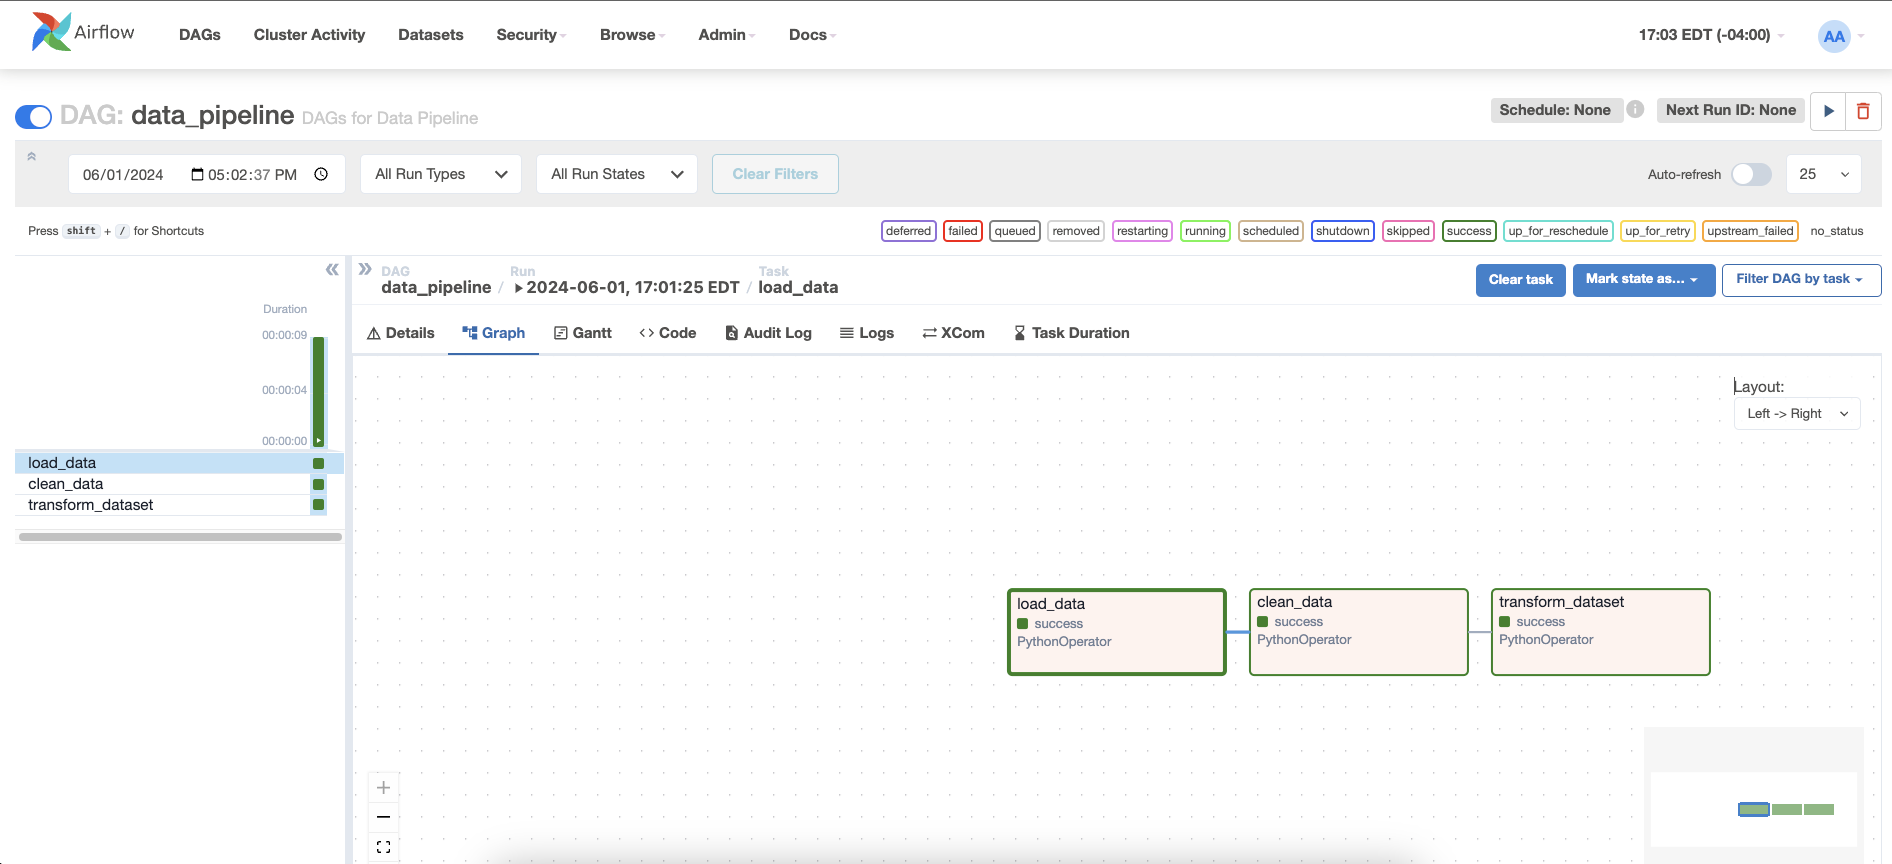 Airflow DAGs Cluster Activity Datasets Security Browse Admin Docs 17:03 EDT (-04:00) AA
DAG: data_pipeline DAGs for Data Pipeline Schedule: None Next Run ID: None
06/01/2024 05:02:37 PM All Run Types All Run States Clear Filters Auto-refresh 25
Press shift + / for Shortcuts deferred failed queued removed restarting running scheduled shutdown skipped success up_for_reschedule up_for_retry upstream_failed no_status
DAG Run Task
data_pipeline / 2024-06-01, 17:01:25 EDT / load_data Clear task Mark state as... Filter DAG by task
Details Graph Gantt Code Audit Log Logs XCom Task Duration
Duration
00:00:09
00:00:04
00:00:00
load_data
clean_data
transform_dataset
Layout:
Left -> Right
load_data
success
PythonOperator
clean_data
success
PythonOperator
transform_dataset
success
PythonOperator